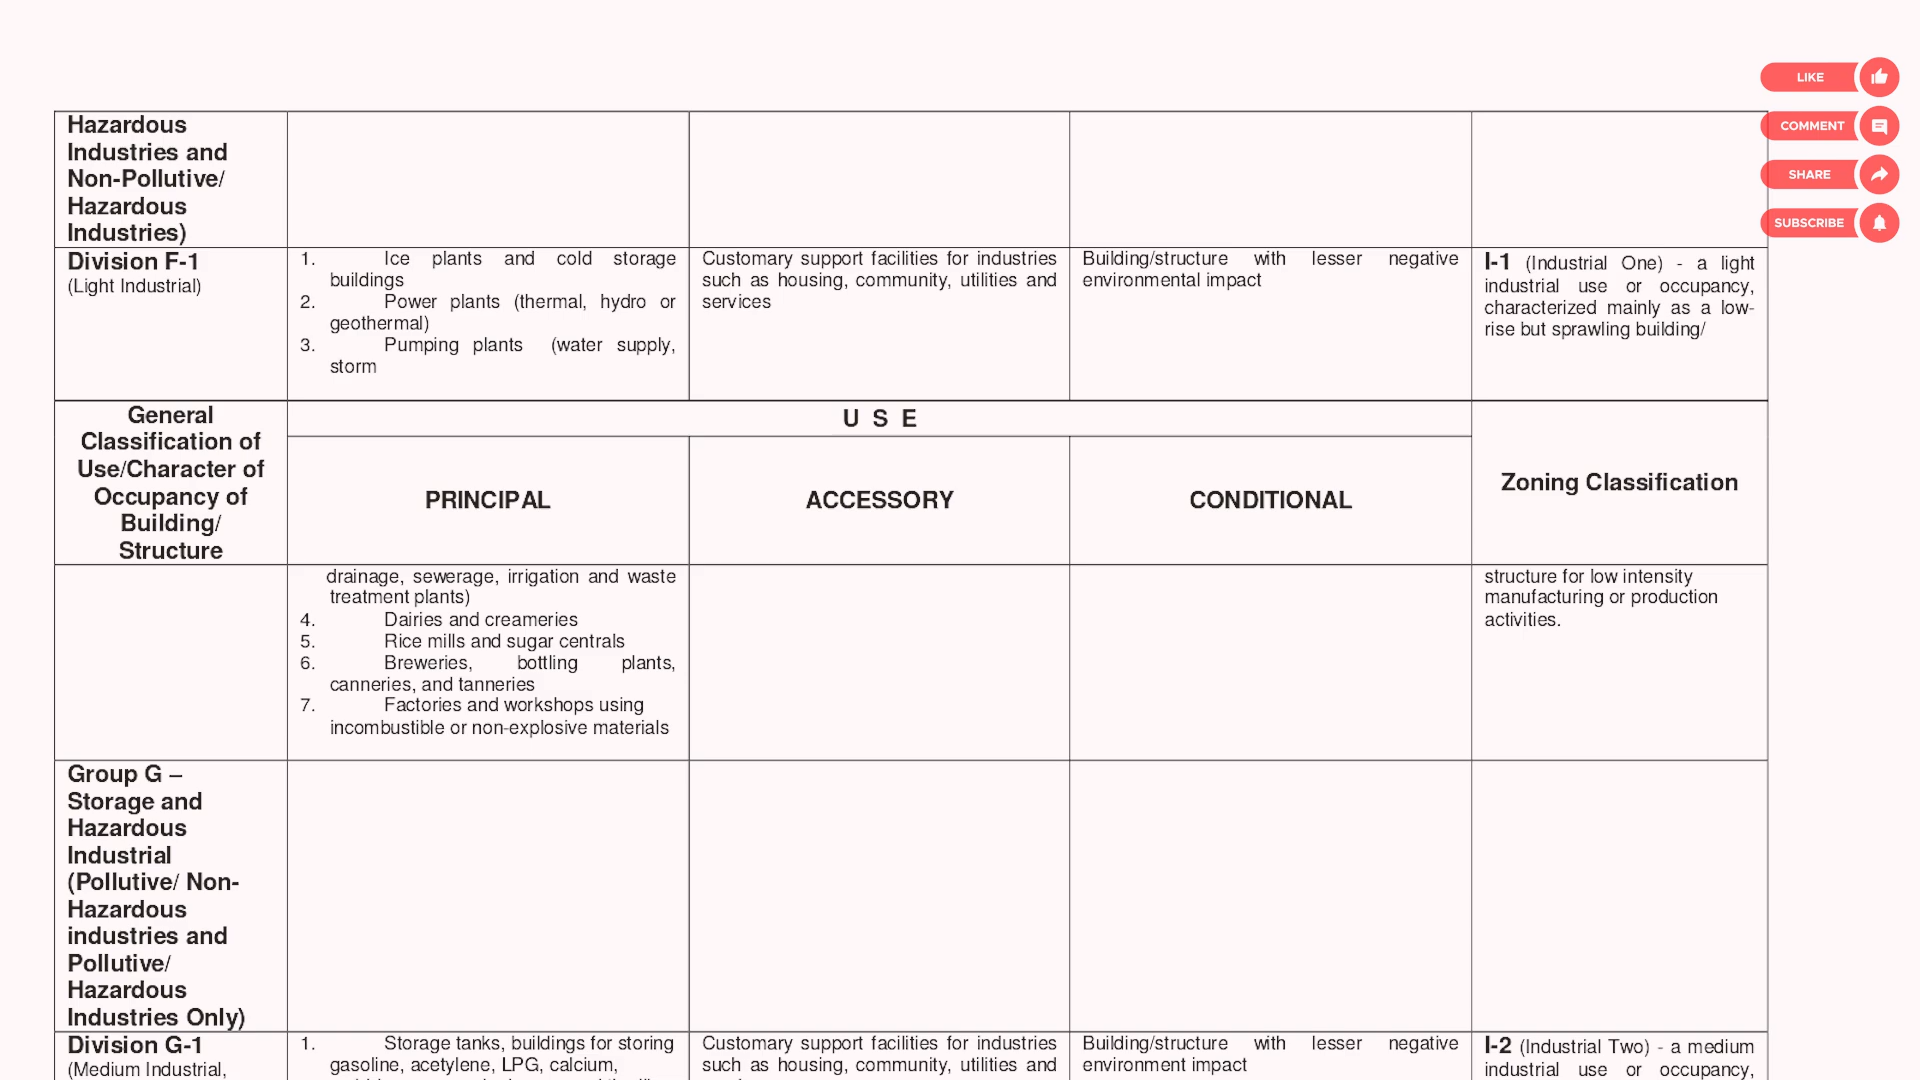 LIKE
COMMENT
SHARE
SUBSCRIBE
Hazardous
Industries and
Non-Pollutive/
Hazardous
Industries)
Division F-1
(Light Industrial)
1. Ice plants and cold storage
buildings
2. Power plants (thermal, hydro or
geothermal)
3. Pumping plants (water supply,
storm
Customary support facilities for industries
such as housing, community, utilities and
services
Building/structure with lesser negative
environmental impact
I-1 (Industrial One) - a light
industrial use or occupancy,
characterized mainly as a low-
rise but sprawling building/
General
Classification of
Use/Character of
Occupancy of
Building/
Structure
U S E
PRINCIPAL
ACCESSORY
CONDITIONAL
Zoning Classification
drainage, sewerage, irrigation and waste
treatment plants)
4. Dairies and creameries
5. Rice mills and sugar centrals
6. Breweries, bottling plants,
canneries, and tanneries
7. Factories and workshops using
incombustible or non-explosive materials
structure for low intensity
manufacturing or production
activities.
Group G –
Storage and
Hazardous
Industrial
(Pollutive/ Non-
Hazardous
industries and
Pollutive/
Hazardous
Industries Only)
Division G-1
(Medium Industrial,
1. Storage tanks, buildings for storing
gasoline, acetylene, LPG, calcium,
Customary support facilities for industries
such as housing, community, utilities and
Building/structure with lesser negative
environment impact
I-2 (Industrial Two) - a medium
industrial use or occupancy,